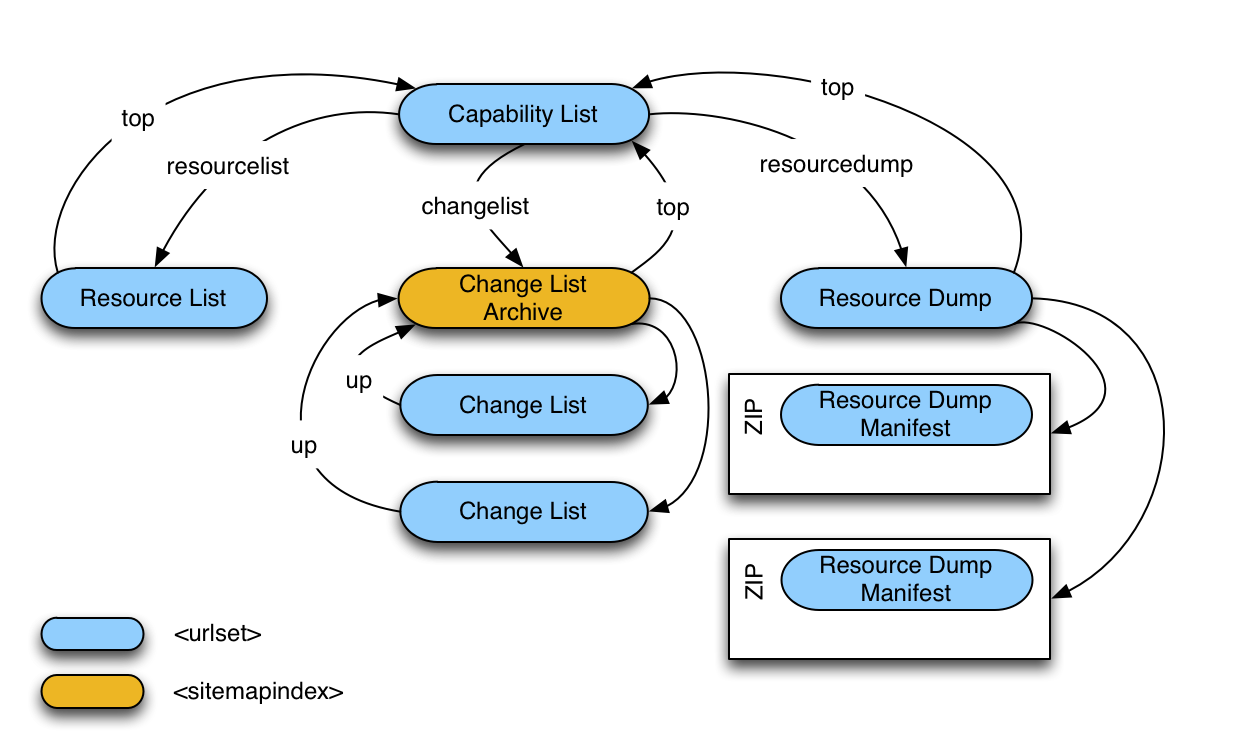 top
top
Capability List
resourcelist
resourcedump
changelist
top
Resource List
Change List
Archive
Resource Dump
up
Change List
ZIP
Resource Dump
Manifest
up
Change List
ZIP
Resource Dump
Manifest
<urlset>
<sitemapindex>